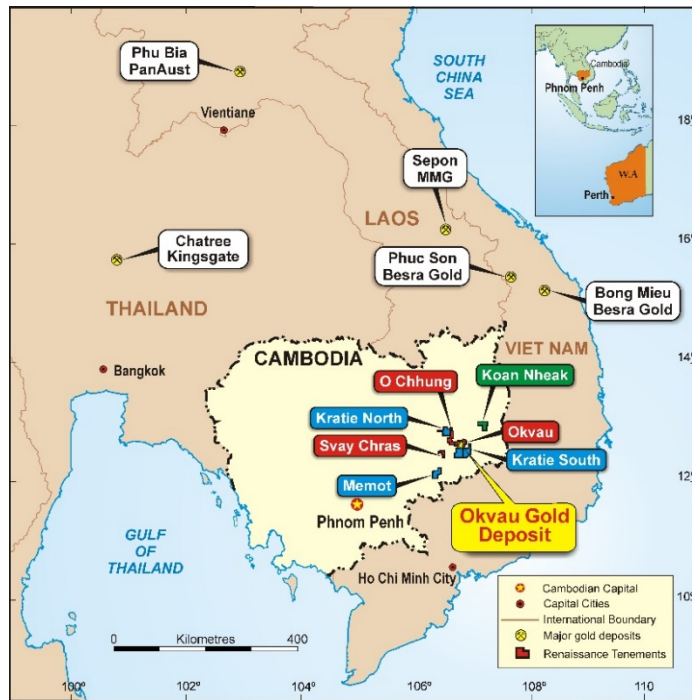 Phu Bia
PanAust
SOUTH
CHINA
SEA
Cambodia
Phnom Penh
W.A
Perth
Vientiane
18°
Sepon
MMG
LAOS
16°
Chatree
Kingsgate
Phuc Son
Besra Gold
Bong Mieu
Besra Gold
THAILAND
VIET NAM
14°
CAMBODIA
Bangkok
O Chhung
Koan Nheak
Kratie North
Okvau
Svay Chras
Kratie South
Memot
12°
Okvau Gold
Deposit
Phnom Penh
GULF
OF
THAILAND
Ho Chi Minh City
10°
Cambodian Capital
Capital Cities
International Boundary
Major gold deposits
Renaissance Tenements
0 Kilometres 400
100° 102° 104° 106° 108° 110°